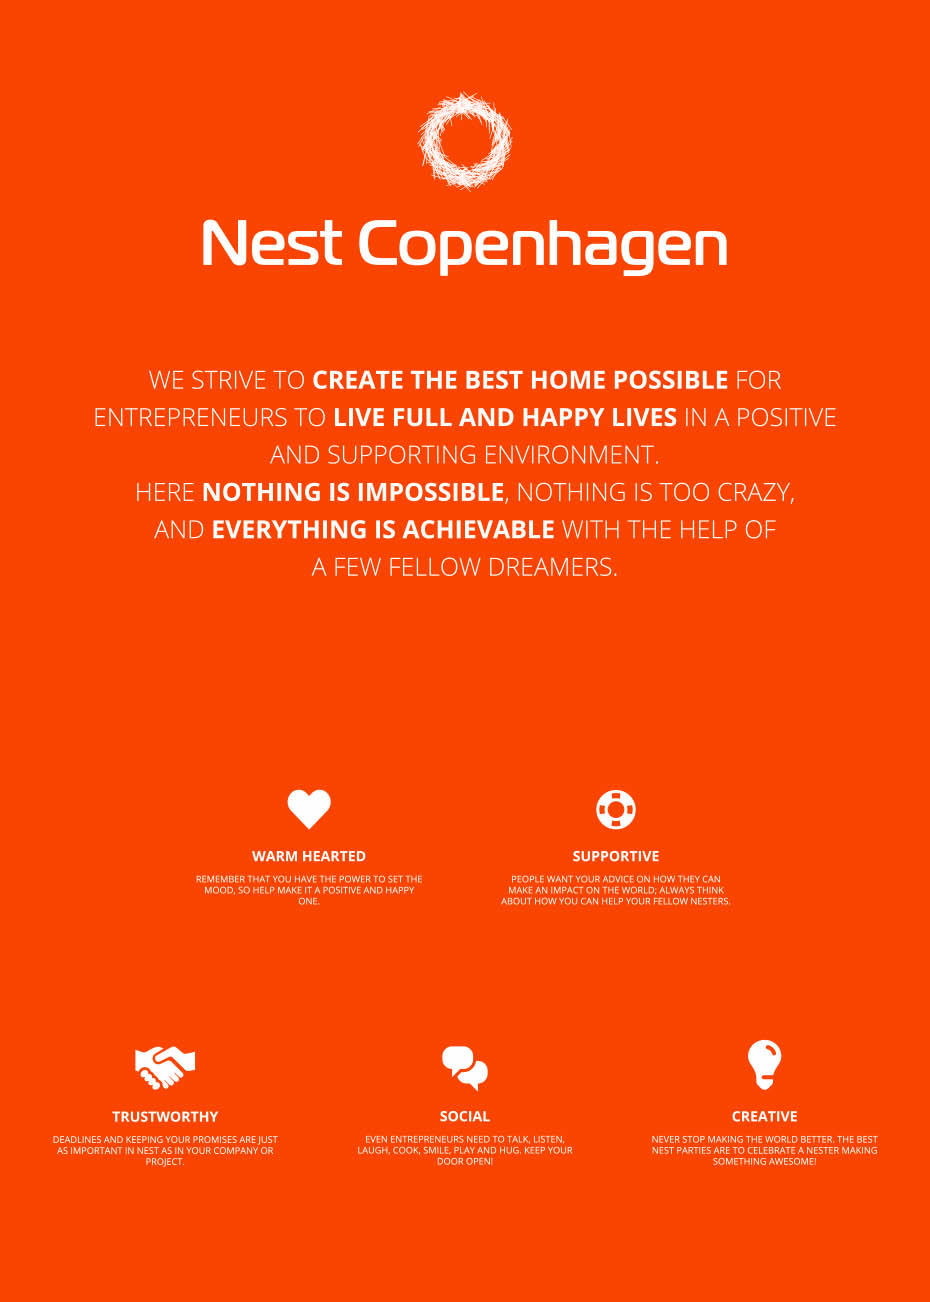 Nest Copenhagen
WE STRIVE TO CREATE THE BEST HOME POSSIBLE FOR
ENTREPRENEURS TO LIVE FULL AND HAPPY LIVES IN A POSITIVE
AND SUPPORTING ENVIRONMENT.
HERE NOTHING IS IMPOSSIBLE, NOTHING IS TOO CRAZY,
AND EVERYTHING IS ACHIEVABLE WITH THE HELP OF
A FEW FELLOW DREAMERS.
WARM HEARTED
REMEMBER THAT YOU HAVE THE POWER TO SET THE
MOOD, SO HELP MAKE IT A POSITIVE AND HAPPY
ONE.
SUPPORTIVE
PEOPLE WANT YOUR ADVICE ON HOW THEY CAN
MAKE AN IMPACT ON THE WORLD; ALWAYS THINK
ABOUT HOW YOU CAN HELP YOUR FELLOW NESTERS.
TRUSTWORTHY
DEADLINES AND KEEPING YOUR PROMISES ARE JUST
AS IMPORTANT IN NEST AS IN YOUR COMPANY OR
PROJECT.
SOCIAL
EVEN ENTREPRENEURS NEED TO TALK, LISTEN,
LAUGH, COOK, SMILE, PLAY AND HUG. KEEP YOUR
DOOR OPEN!
CREATIVE
NEVER STOP MAKING THE WORLD BETTER. THE BEST
NEST PARTIES ARE TO CELEBRATE A NESTER MAKING
SOMETHING AWESOME!